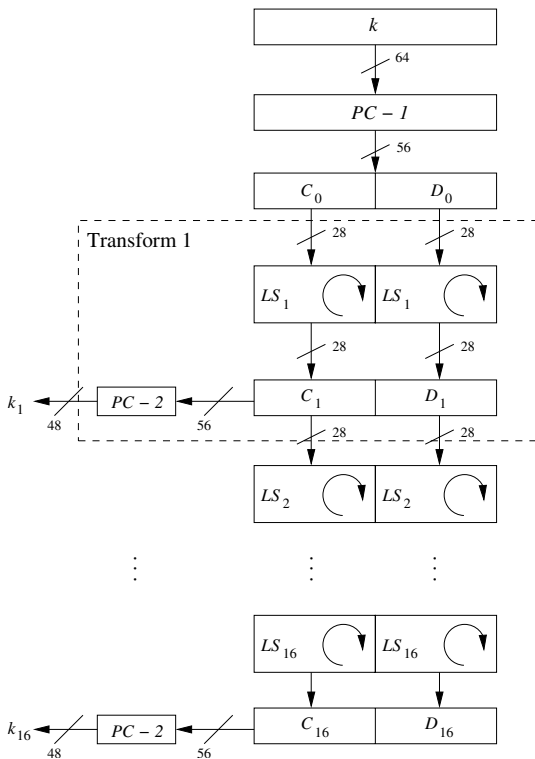 k
64
PC – 1
56
C0 D0
Transform 1
28 28
LS1 LS1
28 28
k1 48 PC – 2 56 C1 D1
28 28
LS2 LS2
LS16 LS16
k16 48 PC – 2 56 C16 D16